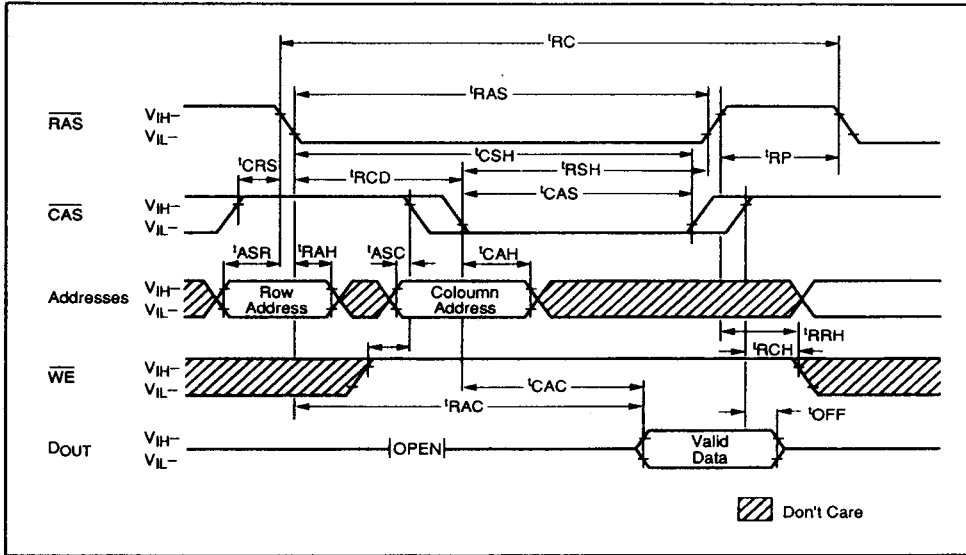 tRC
tRAS
RAS
VIH–
VIL–
tCSH
tCRS
tRCD
tRSH
tRP
tCAS
CAS
VIH–
VIL–
tASR
tRAH
tASC
tCAH
Addresses
VIH–
VIL–
Row
Address
Coloumn
Address
tRRH
tRCH
WE
VIH–
VIL–
tCAC
tRAC
tOFF
DOUT
VIH–
VIL–
OPEN
Valid
Data
Don't Care